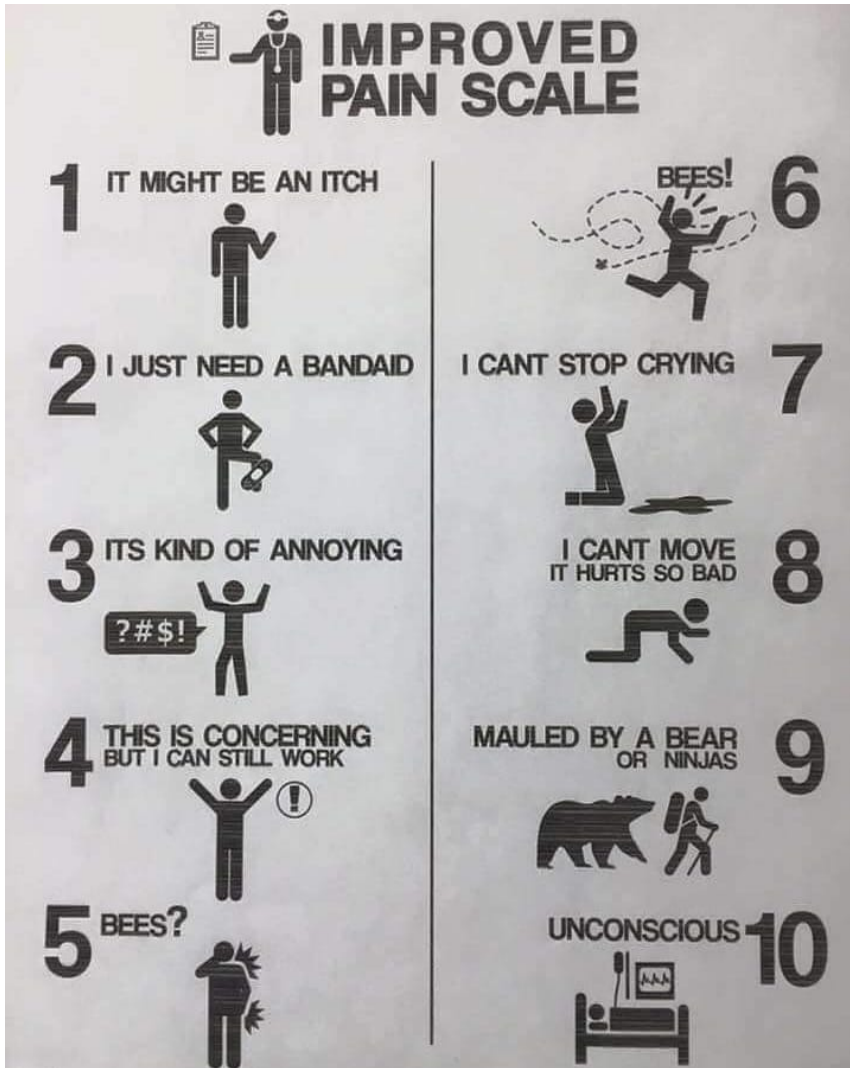 IMPROVED
PAIN SCALE
1 IT MIGHT BE AN ITCH
2 I JUST NEED A BANDAID
3 ITS KIND OF ANNOYING
?#$!
4 THIS IS CONCERNING
BUT I CAN STILL WORK
!
5 BEES?
BEES! 6
I CANT STOP CRYING 7
I CANT MOVE 8
IT HURTS SO BAD
MAULED BY A BEAR 9
OR NINJAS
UNCONSCIOUS 10